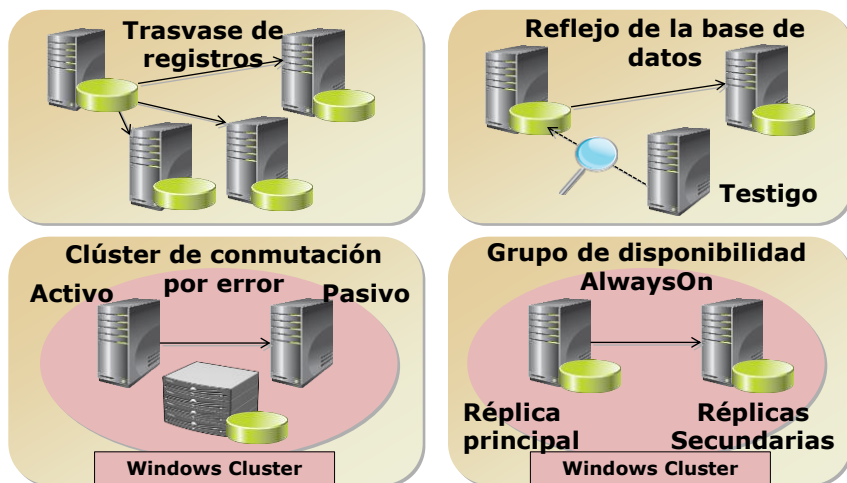 Trasvase de
registros
Reflejo de la base de
datos
Testigo
Clúster de conmutación
por error
Activo
Pasivo
Windows Cluster
Grupo de disponibilidad
AlwaysOn
Réplica
principal
Réplicas
Secundarias
Windows Cluster